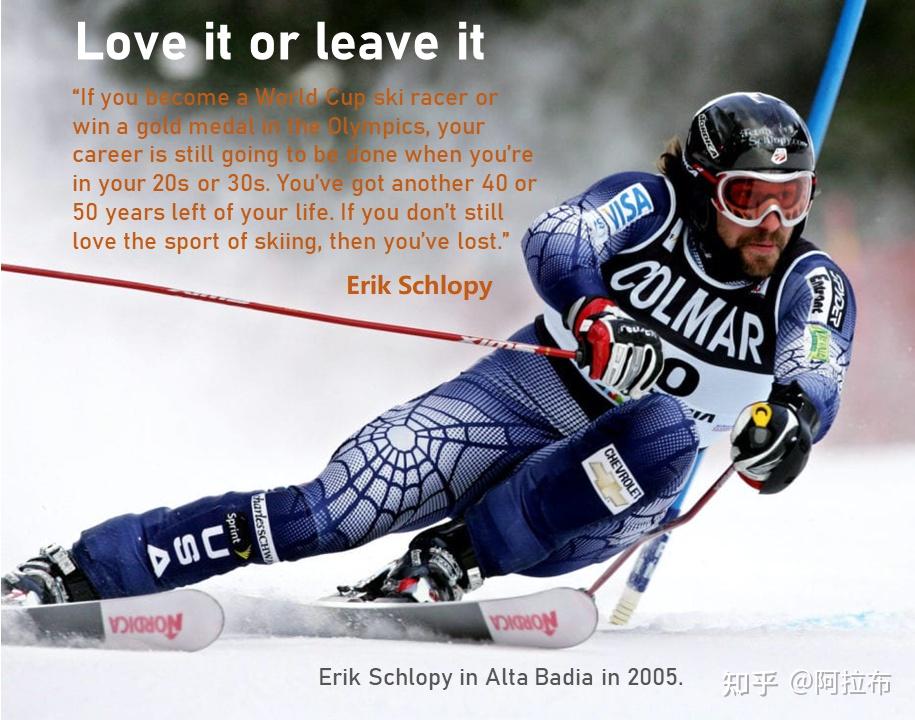 Love it or leave it
“If you become a World Cup ski racer or
win a gold medal in the Olympics, your
career is still going to be done when you’re
in your 20s or 30s. You’ve got another 40 or
50 years left of your life. If you don’t still
love the sport of skiing, then you’ve lost.”
Erik Schlopy
VISA
COLMAR
SPYDER
CHEVROLET
Sprint
USA
NORDICA
NORDICA
Erik Schlopy in Alta Badia in 2005.
知乎 @阿拉布